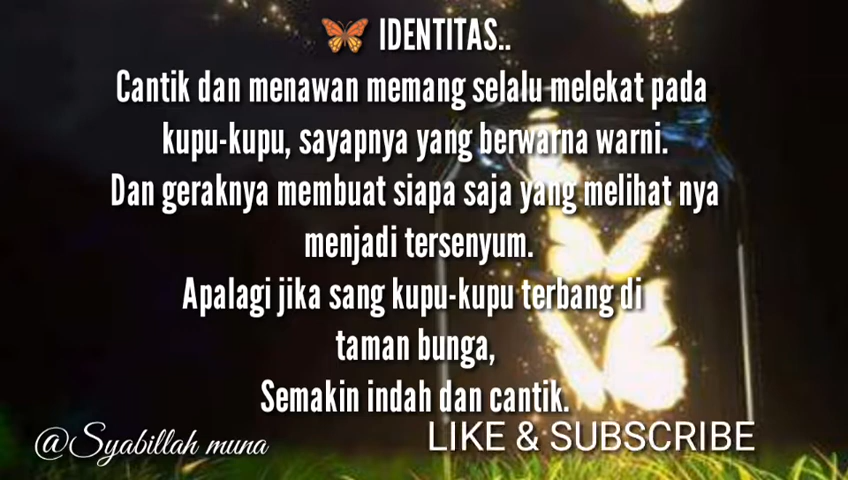 🦋 IDENTITAS..
Cantik dan menawan memang selalu melekat pada
kupu-kupu, sayapnya yang berwarna warni.
Dan geraknya membuat siapa saja yang melihat nya
menjadi tersenyum.
Apalagi jika sang kupu-kupu terbang di
taman bunga,
Semakin indah dan cantik.
@Syabillah muna
LIKE & SUBSCRIBE